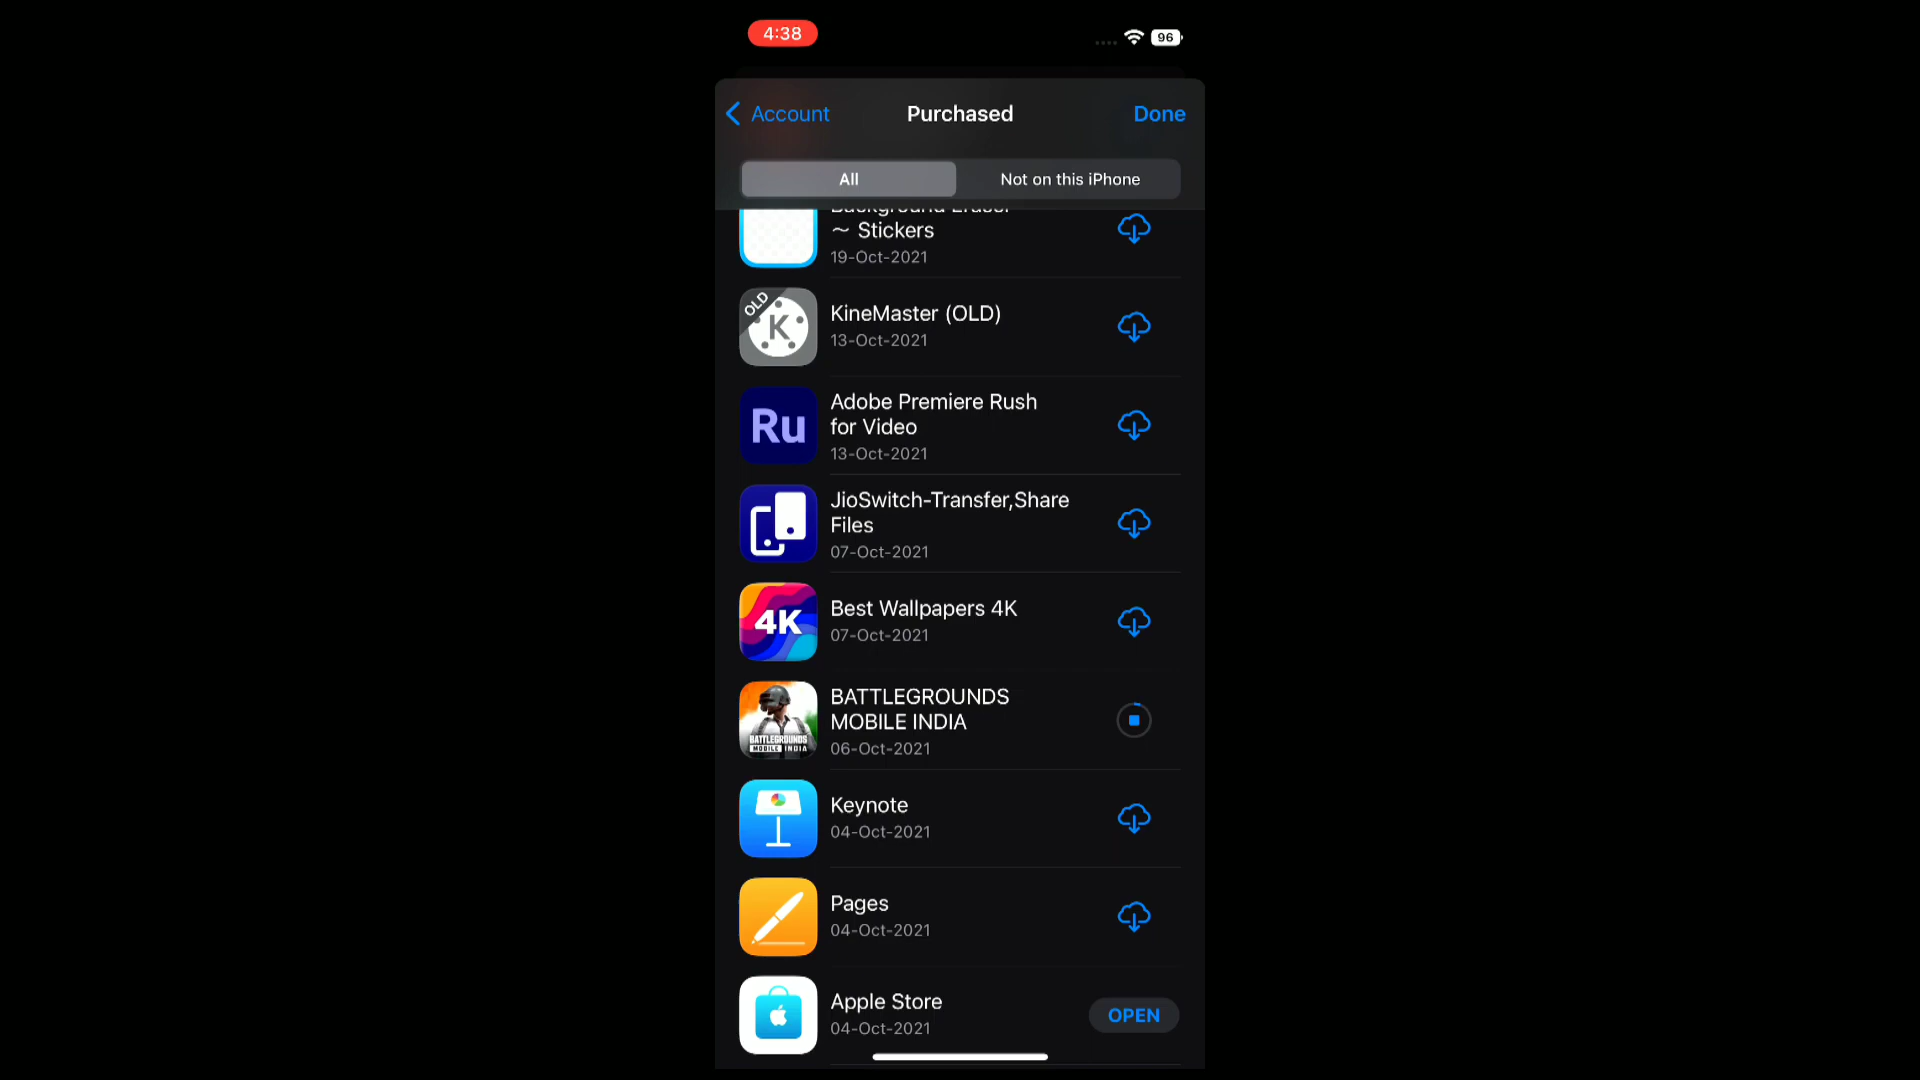 4:38
96
Account
Purchased
Done
All
Not on this iPhone
Background Eraser
~ Stickers
19-Oct-2021
OLD
K
KineMaster (OLD)
13-Oct-2021
Ru
Adobe Premiere Rush
for Video
13-Oct-2021
JioSwitch-Transfer,Share
Files
07-Oct-2021
4K
Best Wallpapers 4K
07-Oct-2021
BATTLEGROUNDS
MOBILE INDIA
BATTLEGROUNDS
MOBILE INDIA
06-Oct-2021
Keynote
04-Oct-2021
Pages
04-Oct-2021
Apple Store
04-Oct-2021
OPEN